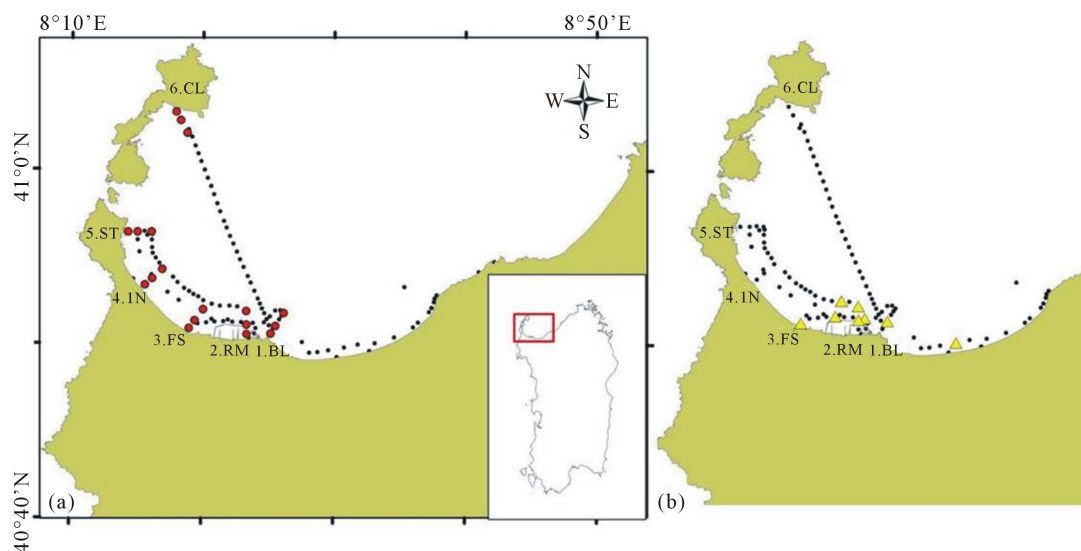 8°10’E
8°50’E
6.CL
N
W E
S
41°0’N
5.ST
4.1N
3.FS
2.RM 1.BL
40°40’N
(a)
6.CL
5.ST
4.1N
3.FS
2.RM 1.BL
(b)